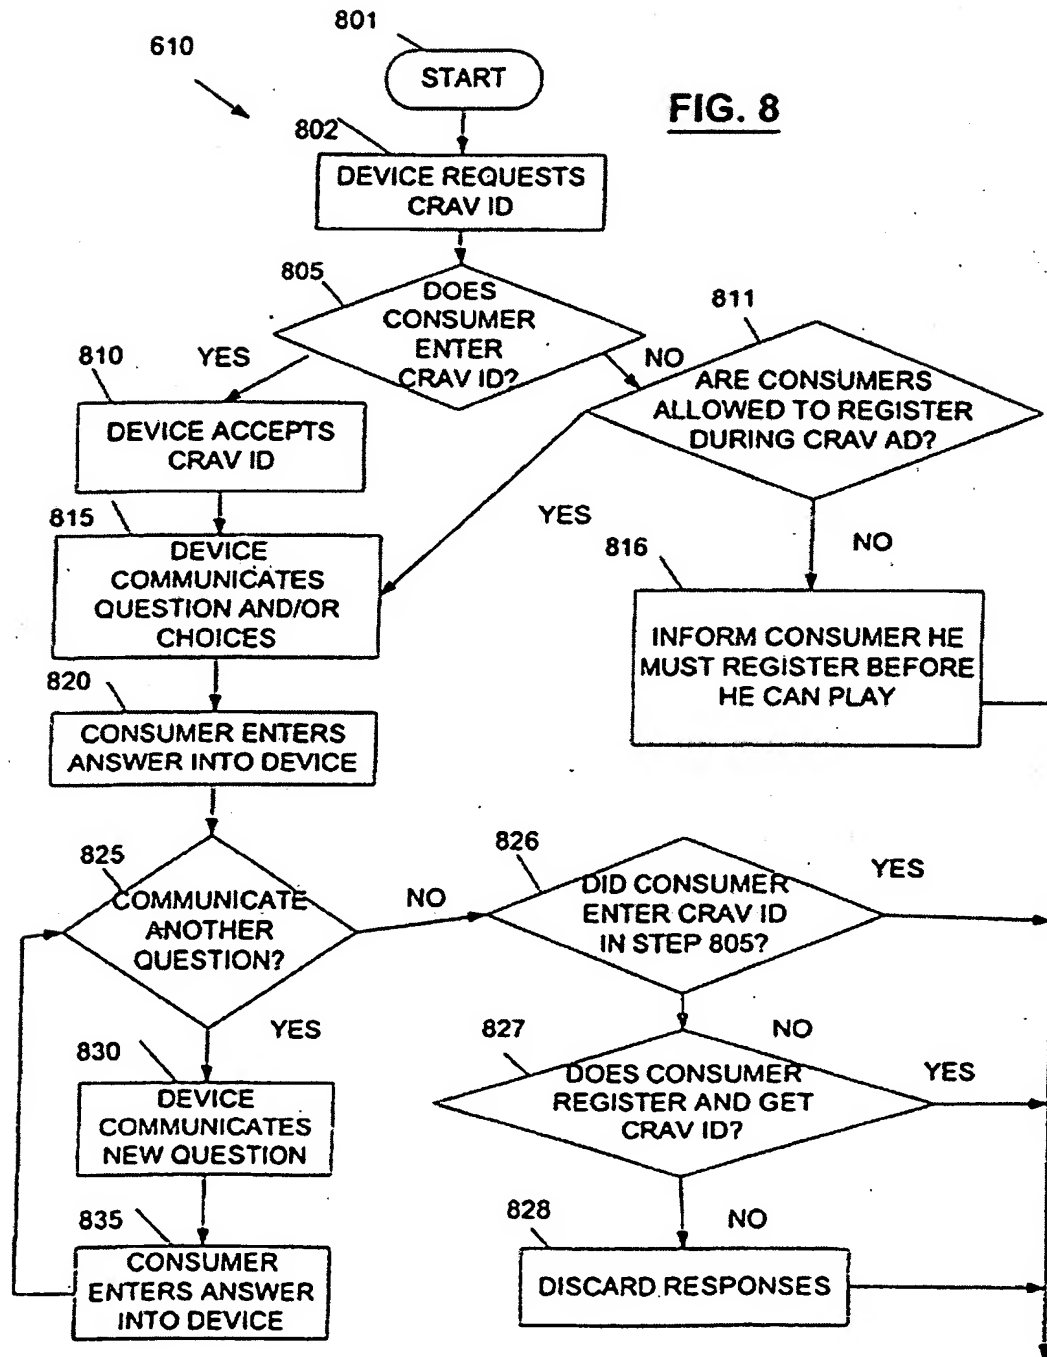 801
610
START
FIG. 8
802
DEVICE REQUESTS
CRAV ID
805
DOES
CONSUMER
ENTER
CRAV ID?
811
ARE CONSUMERS
ALLOWED TO REGISTER
DURING CRAV AD?
YES
NO
810
DEVICE ACCEPTS
CRAV ID
815
DEVICE
COMMUNICATES
QUESTION AND/OR
CHOICES
YES
NO
816
INFORM CONSUMER HE
MUST REGISTER BEFORE
HE CAN PLAY
820
CONSUMER ENTERS
ANSWER INTO DEVICE
825
COMMUNICATE
ANOTHER
QUESTION?
NO
826
DID CONSUMER
ENTER CRAV ID
IN STEP 805?
YES
YES
NO
827
DOES CONSUMER
REGISTER AND GET
CRAV ID?
YES
830
DEVICE
COMMUNICATES
NEW QUESTION
NO
828
DISCARD RESPONSES
835
CONSUMER
ENTERS ANSWER
INTO DEVICE